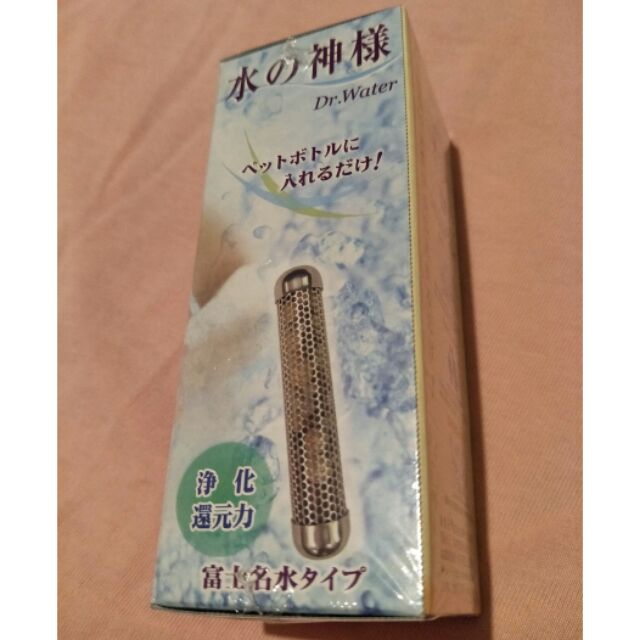 水の神様
Dr.Water
ペットボトルに
入れるだけ!
浄化
還元力
富士名水タイプ